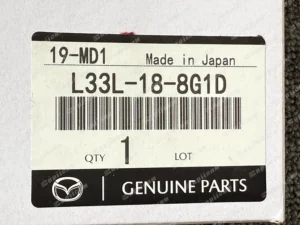 19-MD1 Made in Japan
L33L-18-8G1D
QTY 1 LOT
GENUINE PARTS